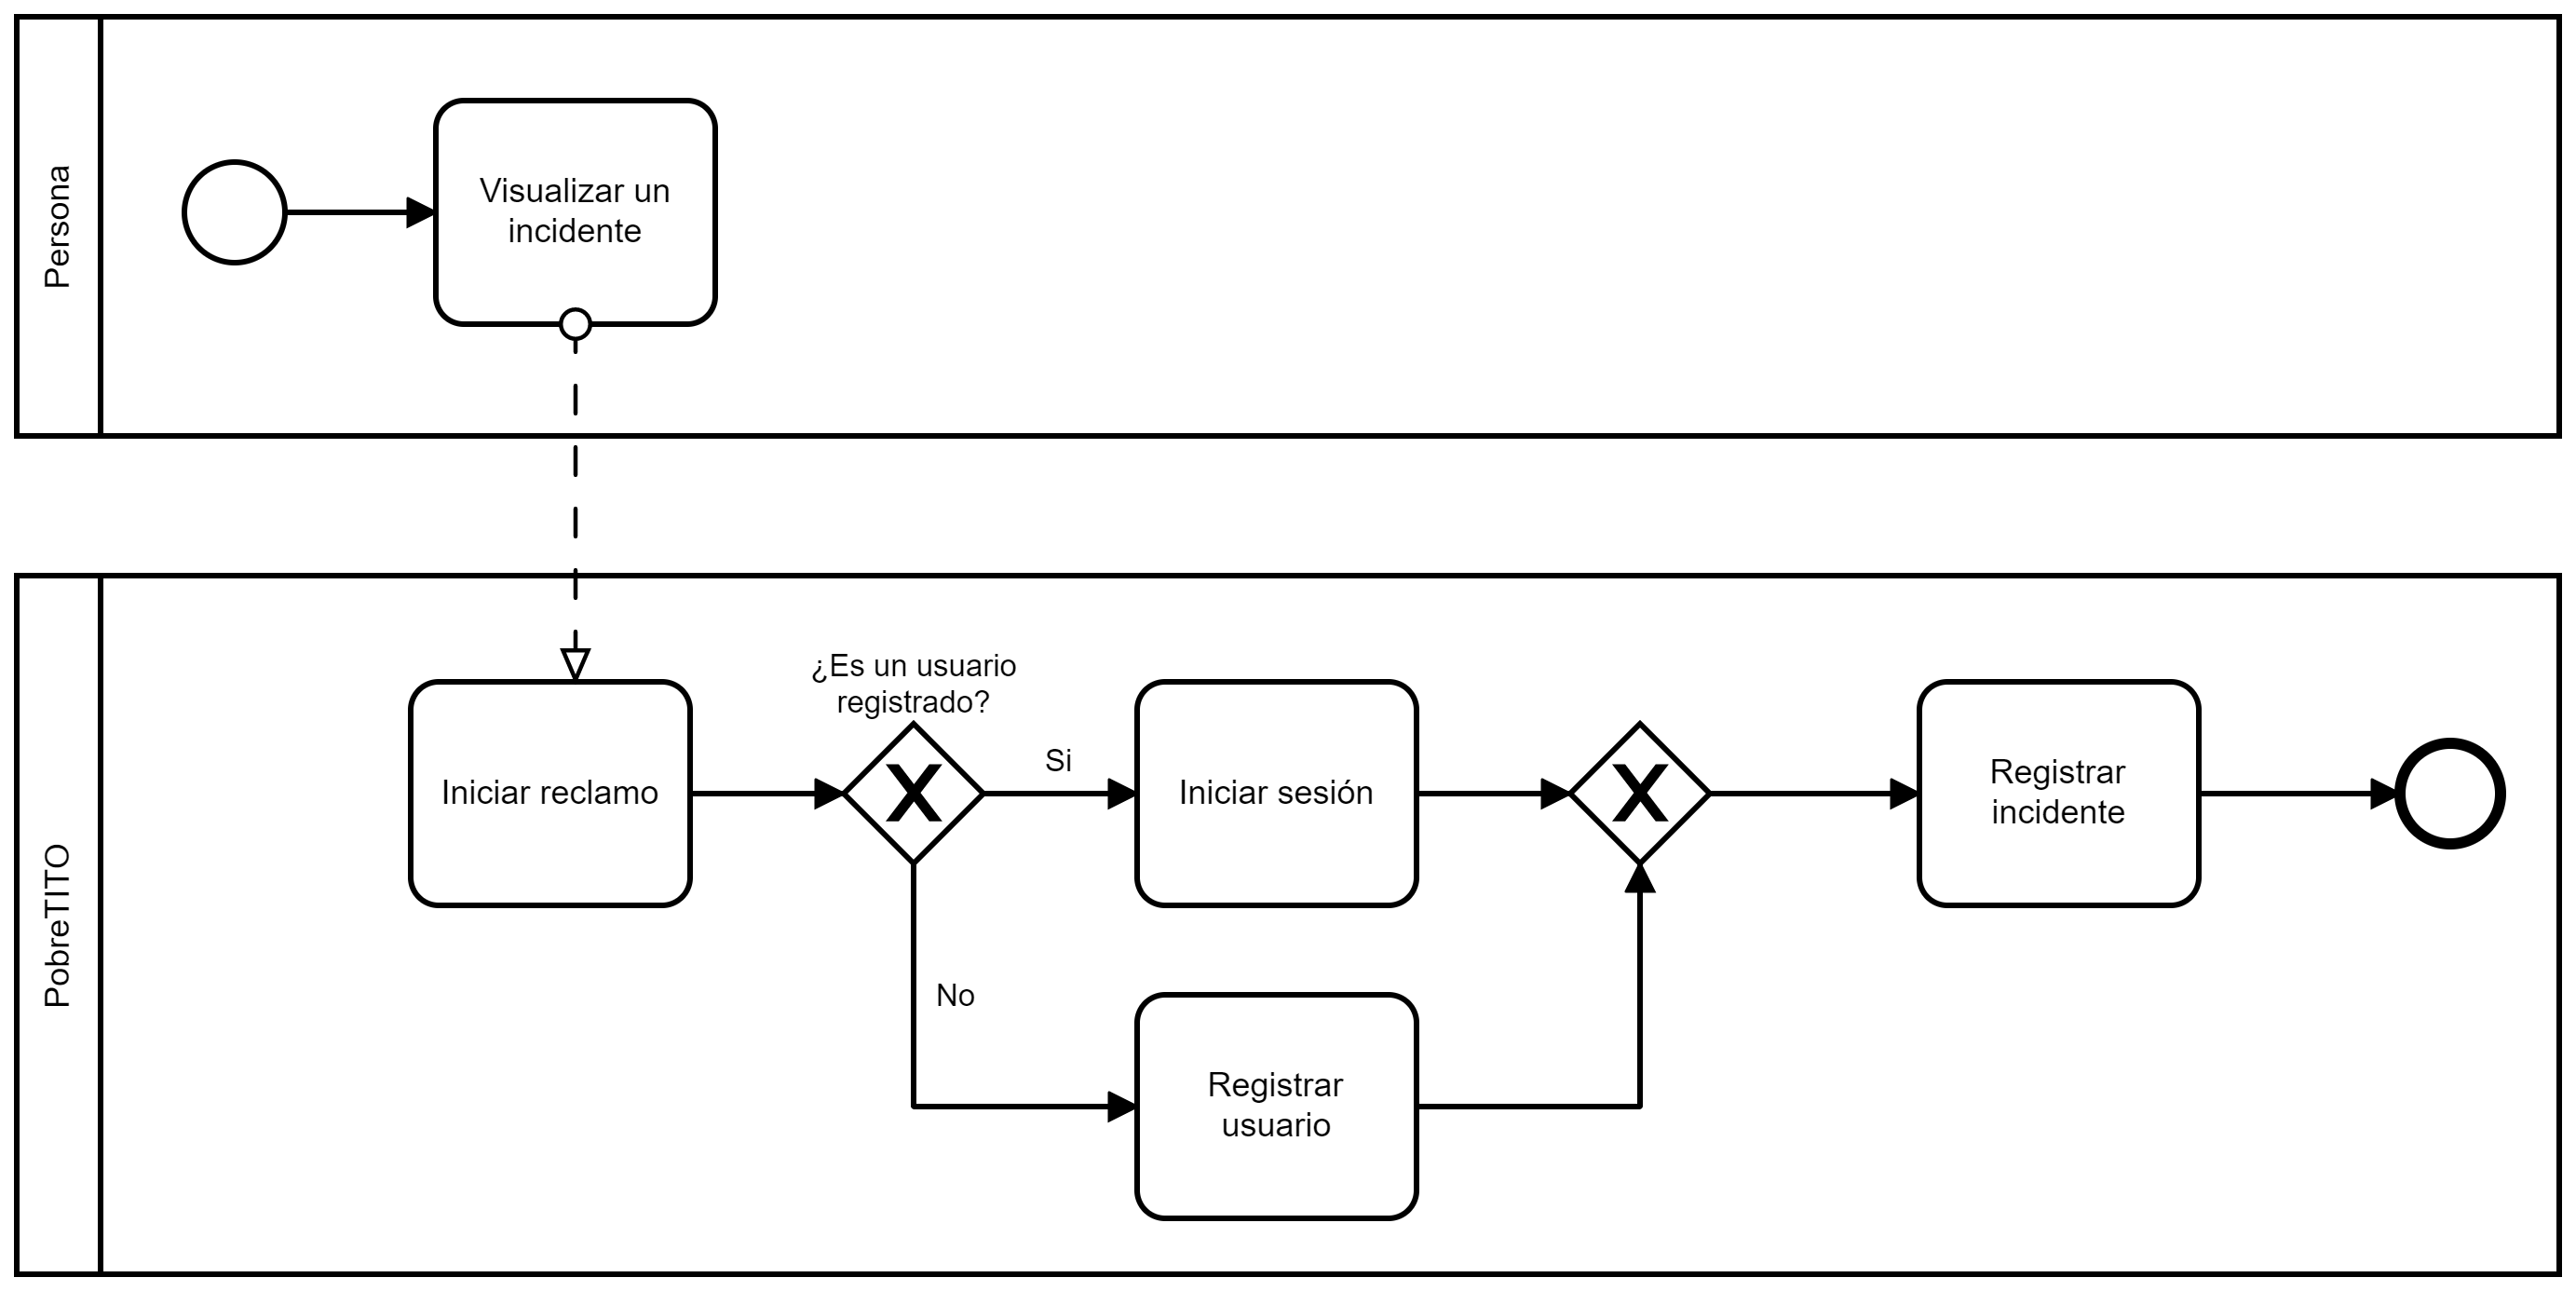 Persona
Visualizar un
incidente
PobreTITO
Iniciar reclamo
¿Es un usuario
registrado?
Si
No
Iniciar sesión
Registrar
usuario
Registrar
incidente